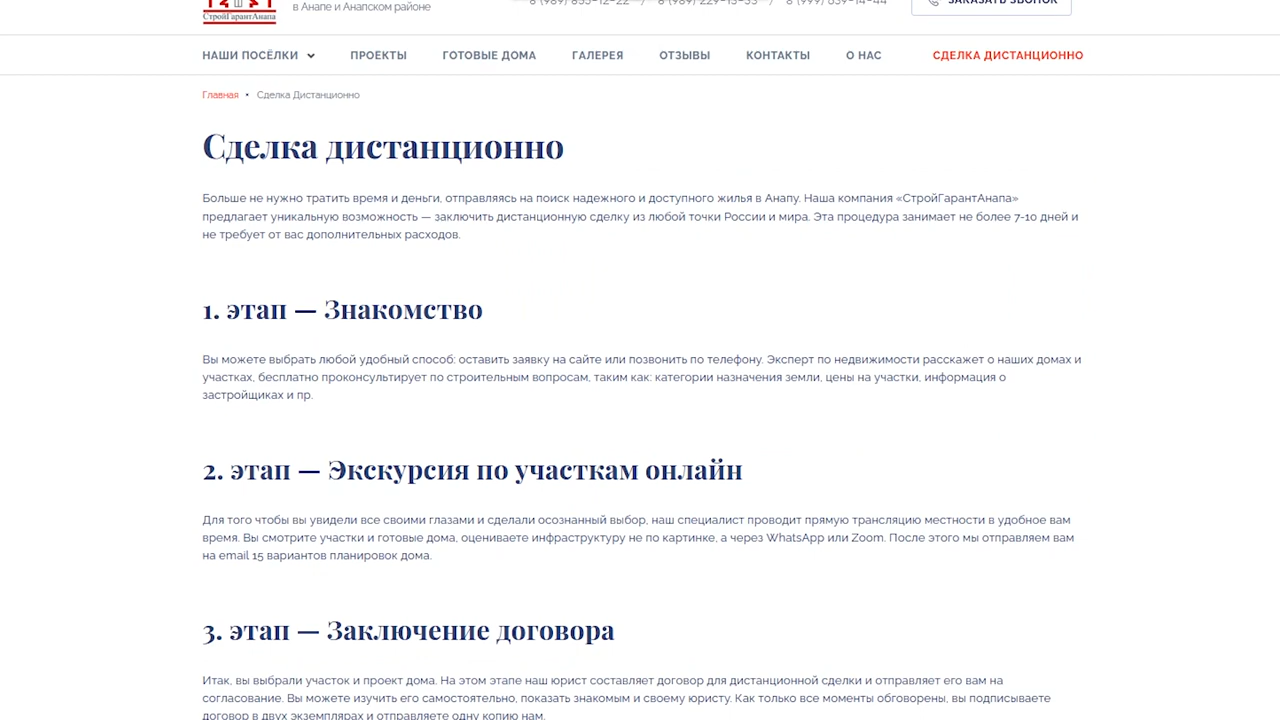 СтройГарантАнапа
в Анапе и Анапском районе
ЗАКАЗАТЬ ЗВОНОК
НАШИ ПОСЁЛКИ ПРОЕКТЫ ГОТОВЫЕ ДОМА ГАЛЕРЕЯ ОТЗЫВЫ КОНТАКТЫ О НАС СДЕЛКА ДИСТАНЦИОННО
Главная • Сделка Дистанционно
Сделка дистанционно
Больше не нужно тратить время и деньги, отправляясь на поиск надежного и доступного жилья в Анапу. Наша компания «СтройГарантАнапа»
предлагает уникальную возможность — заключить дистанционную сделку из любой точки России и мира. Эта процедура занимает не более 7-10 дней и
не требует от вас дополнительных расходов.
1. этап — Знакомство
Вы можете выбрать любой удобный способ: оставить заявку на сайте или позвонить по телефону. Эксперт по недвижимости расскажет о наших домах и
участках, бесплатно проконсультирует по строительным вопросам, таким как: категории назначения земли, цены на участки, информация о
застройщиках и пр.
2. этап — Экскурсия по участкам онлайн
Для того чтобы вы увидели все своими глазами и сделали осознанный выбор, наш специалист проводит прямую трансляцию местности в удобное вам
время. Вы смотрите участки и готовые дома, оцениваете инфраструктуру не по картинке, а через WhatsApp или Zoom. После этого мы отправляем вам
на email 15 вариантов планировок дома.
3. этап — Заключение договора
Итак, вы выбрали участок и проект дома. На этом этапе наш юрист составляет договор для дистанционной сделки и отправляет его вам на
согласование. Вы можете изучить его самостоятельно, показать знакомым и своему юристу. Как только все моменты обговорены, вы подписываете
договор в двух экземплярах и отправляете одну копию нам.